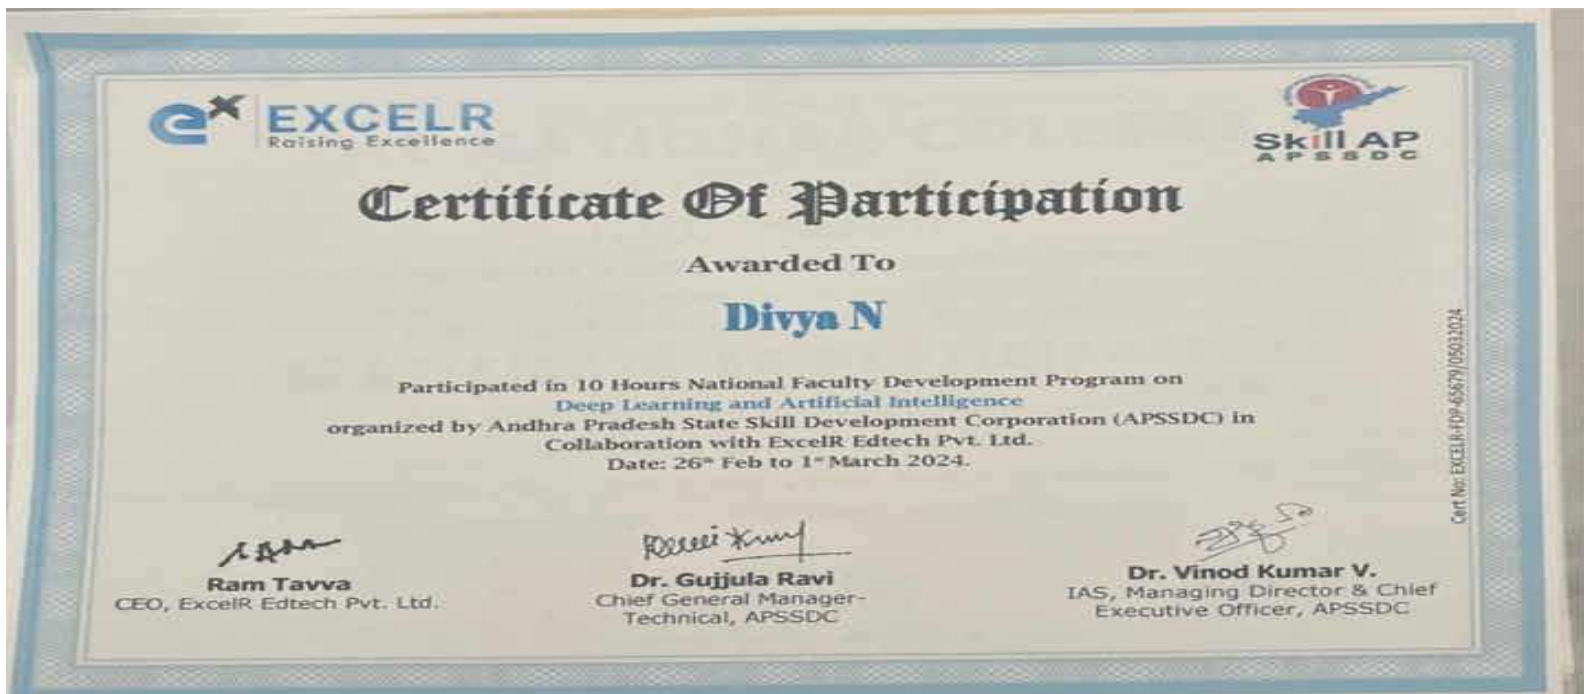 ex EXCELR
Raising Excellence
Skill AP
APSSDC
Certificate Of Participation
Awarded To
Divya N
Participated in 10 Hours National Faculty Development Program on
Deep Learning and Artificial Intelligence
organized by Andhra Pradesh State Skill Development Corporation (APSSDC) in
Collaboration with ExcelR Edtech Pvt. Ltd.
Date: 26th Feb to 1st March 2024.
Cert No: EXCELR-FDP-65679/05032024
Ram Tavva
CEO, ExcelR Edtech Pvt. Ltd.
Ravi Kumar
Dr. Gujjula Ravi
Chief General Manager-
Technical, APSSDC
Dr. Vinod Kumar V.
IAS, Managing Director & Chief
Executive Officer, APSSDC